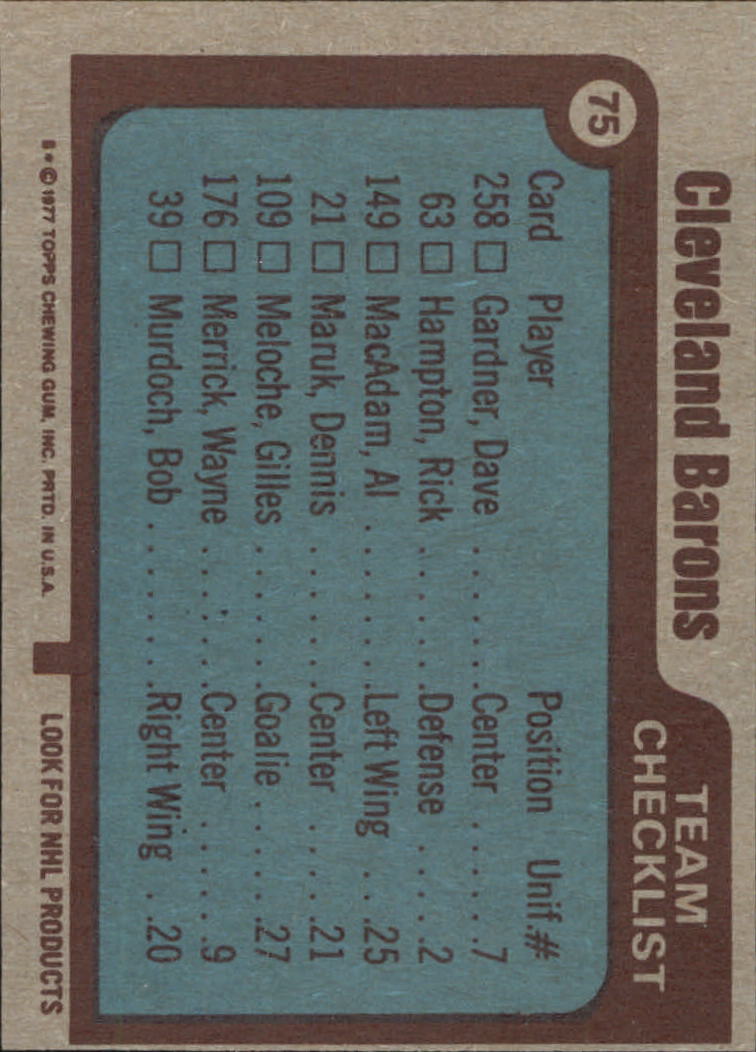 Cleveland Barons
TEAM
CHECKLIST
75
Card Player Position Unif.#
258 □ Gardner, Dave . . . . . . . .Center . . . . . . .7
63 □ Hampton, Rick . . . . . . . .Defense . . . . .2
149 □ MacAdam, Al . . . . . . . . .Left Wing . . .25
21 □ Maruk, Dennis . . . . . . . .Center . . . . .21
109 □ Meloche, Gilles . . . . . . . .Goalie . . . . . .27
176 □ Merrick, Wayne . . . . . . . .Center . . . . . . .9
39 □ Murdoch, Bob . . . . . . . . .Right Wing . .20
B * © 1977 TOPPS CHEWING GUM, INC. PRTD. IN U.S.A. LOOK FOR NHL PRODUCTS